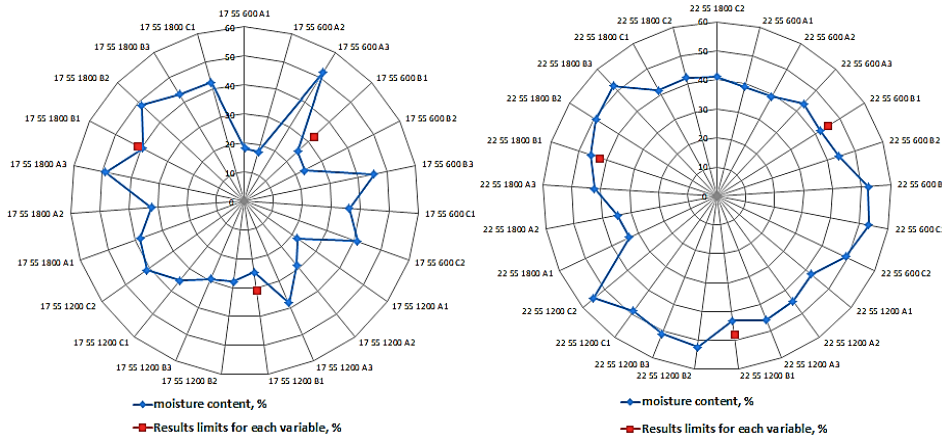 17 55 600 A1
17 55 600 A2
17 55 600 A3
17 55 600 B1
17 55 600 B2
17 55 600 B3
17 55 600 C1
17 55 600 C2
17 55 1200 A1
17 55 1200 A2
17 55 1200 A3
17 55 1200 B1
17 55 1200 B2
17 55 1200 B3
17 55 1200 C1
17 55 1200 C2
17 55 1800 A1
17 55 1800 A2
17 55 1800 A3
17 55 1800 B1
17 55 1800 B2
17 55 1800 B3
17 55 1800 C1
60
50
40
30
20
10
0
moisture content, %
Results limits for each variable, %
22 55 1800 C2
22 55 600 A1
22 55 600 A2
22 55 600 A3
22 55 600 B1
22 55 600 B2
22 55 600 B
22 55 600 C
22 55 600 C2
22 55 1200 A1
22 55 1200 A2
22 55 1200 A3
22 55 1200 B1
22 55 1200 B2
22 55 1200 B3
22 55 1200 C1
22 55 1200 C2
22 55 1800 A1
22 55 1800 A2
22 55 1800 A3
22 55 1800 B1
22 55 1800 B2
22 55 1800 B3
22 55 1800 C1
22 55 1800 C2
60
50
40
30
20
10
0
moisture content, %
Results limits for each variable, %